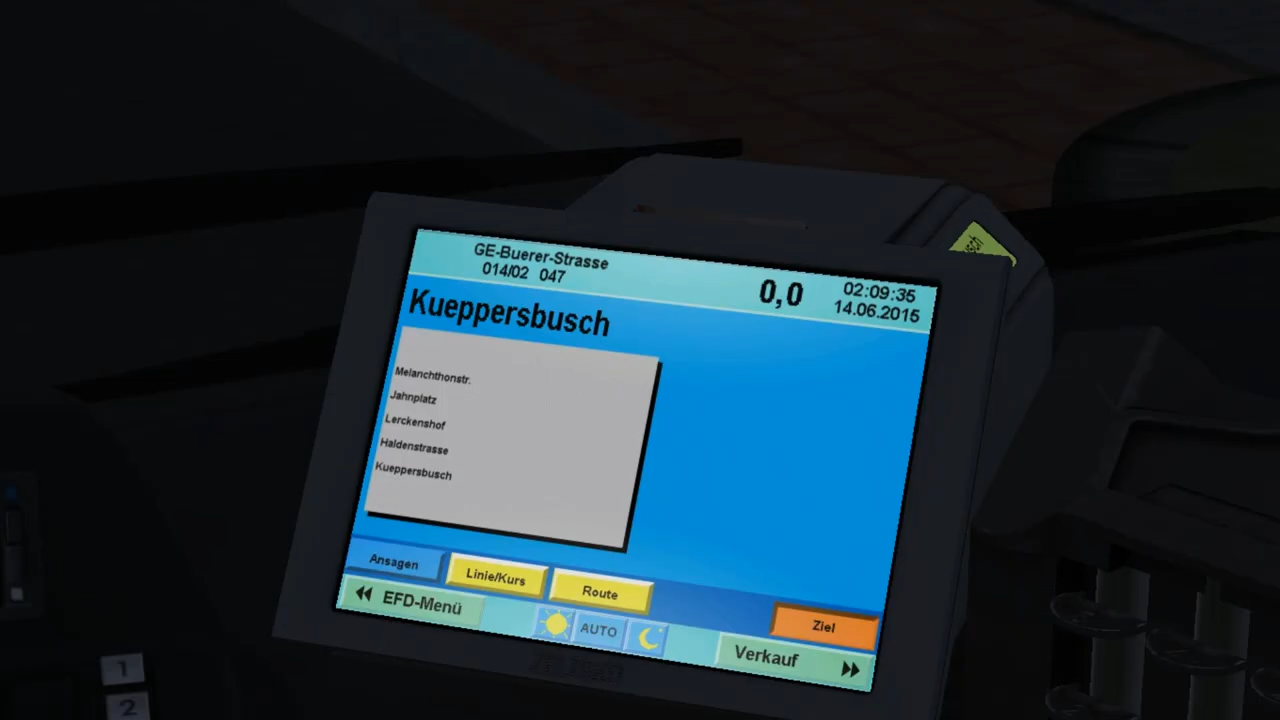 GE-Buerer-Strasse
014/02 047
0,0
02:09:35
14.06.2015
Kueppersbusch
Melanchthonstr.
Jahnplatz
Lerckenshof
Haldenstrasse
Kueppersbusch
Ansagen
Linie/Kurs
Route
Ziel
EFD-Menü
AUTO
Verkauf
1
2